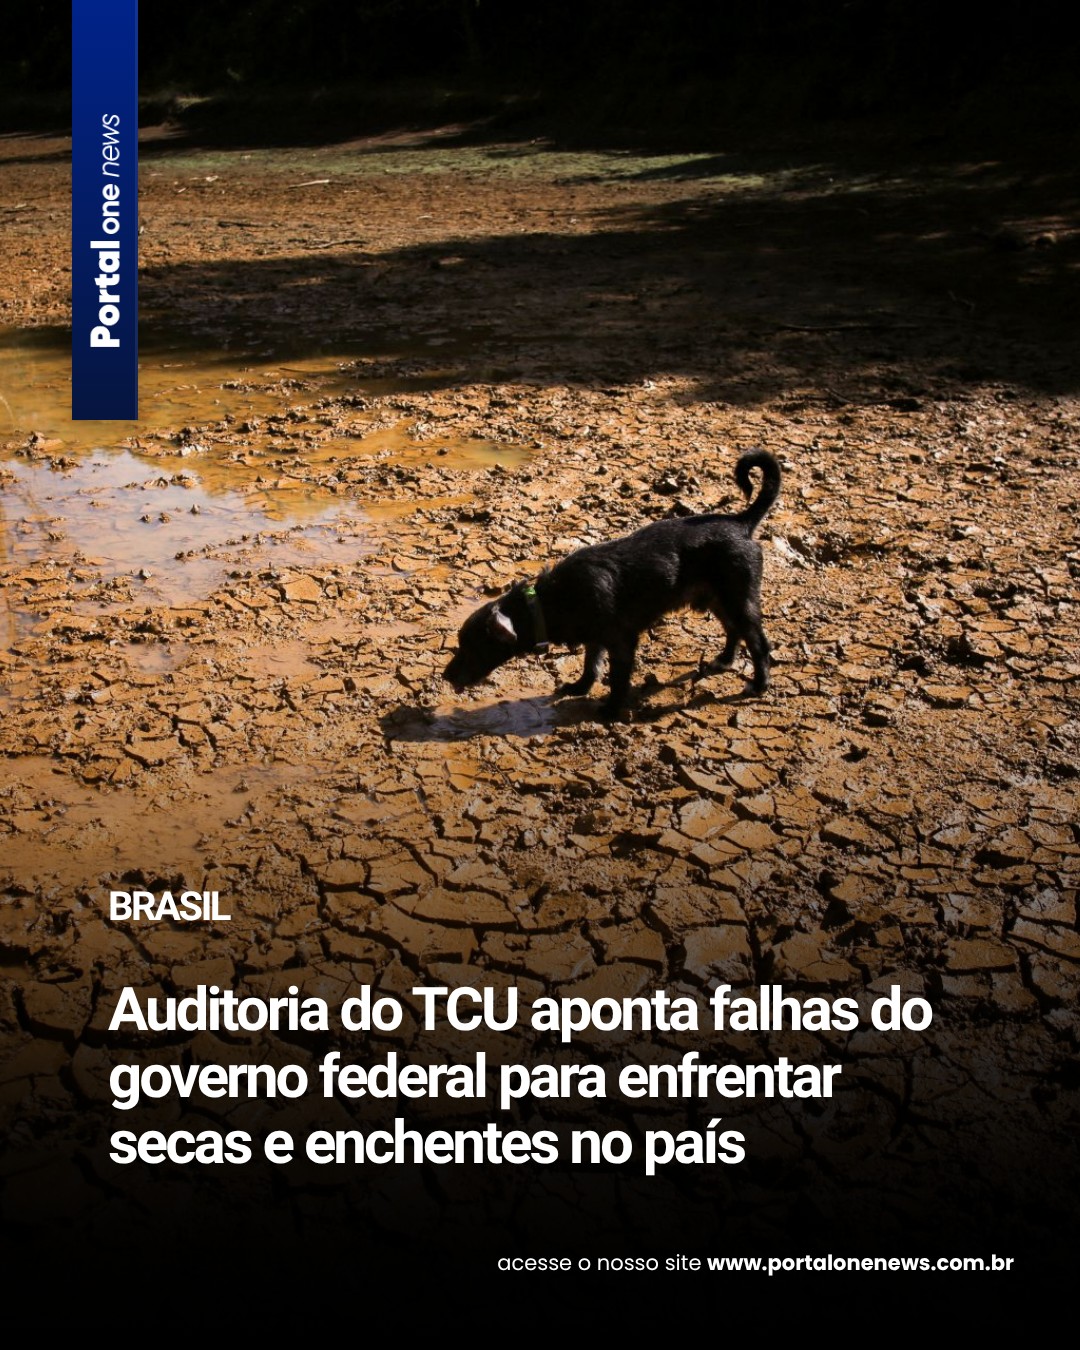 Portal one news
BRASIL
Auditoria do TCU aponta falhas do
governo federal para enfrentar
secas e enchentes no país
acesse o nosso site www.portalonenews.com.br